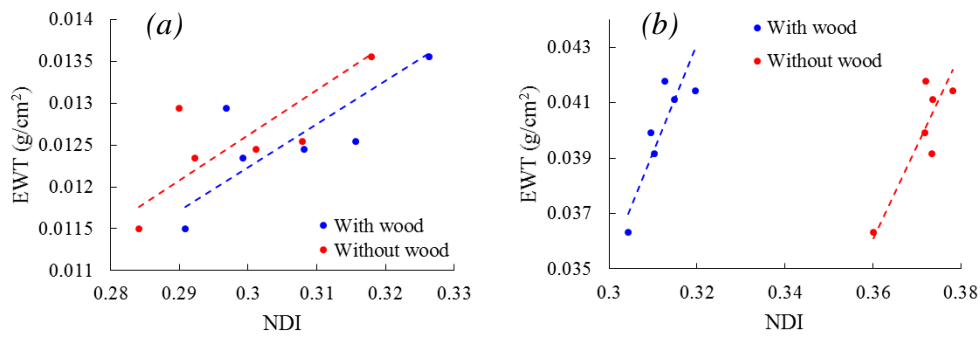 (a)
EWT (g/cm²)
0.014
0.0135
0.013
0.0125
0.012
0.0115
0.011
0.28
0.29
0.3
0.31
0.32
0.33
NDI
With wood
Without wood
(b)
EWT (g/cm²)
0.043
0.041
0.039
0.037
0.035
0.3
0.32
0.34
0.36
0.38
NDI
With wood
Without wood